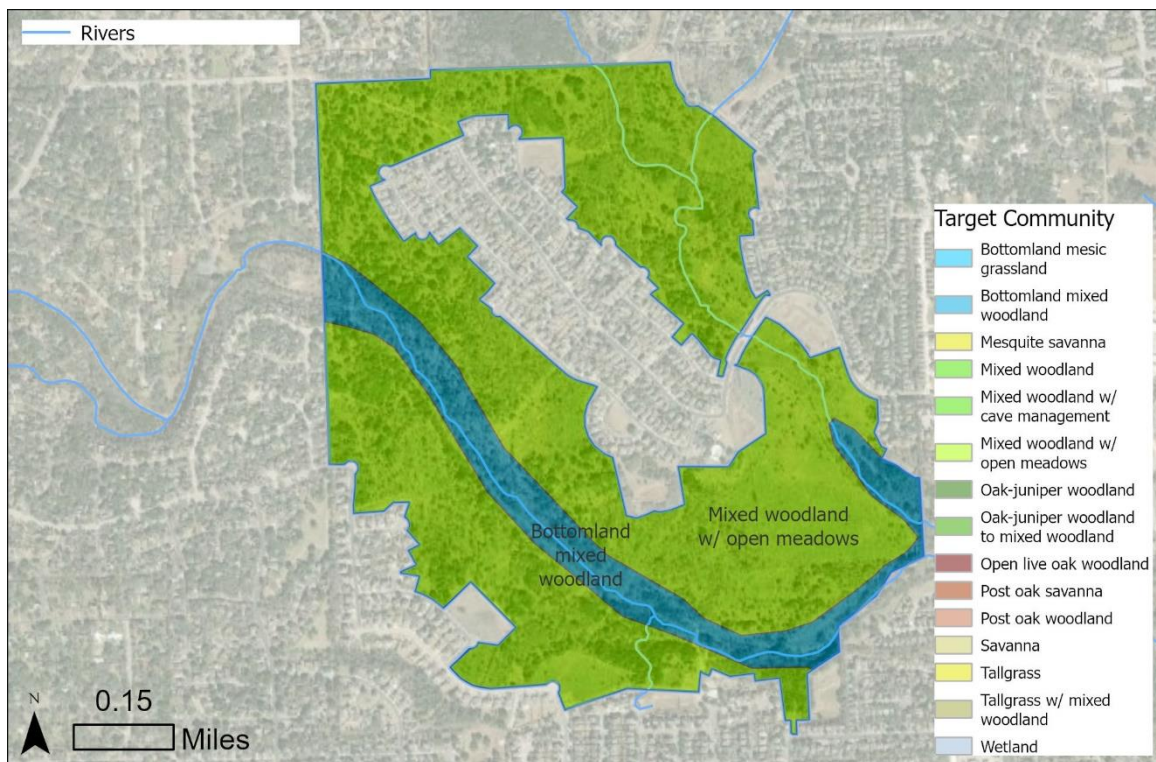 Rivers
Target Community
Bottomland mesic
grassland
Bottomland mixed
woodland
Mesquite savanna
Mixed woodland
Mixed woodland w/
cave management
Mixed woodland w/
open meadows
Oak-juniper woodland
Oak-juniper woodland
to mixed woodland
Open live oak woodland
Post oak savanna
Post oak woodland
Savanna
Tallgrass
Tallgrass w/ mixed
woodland
Wetland
Mixed woodland
w/ open meadows
Bottomland
mixed
woodland
N
0.15
Miles